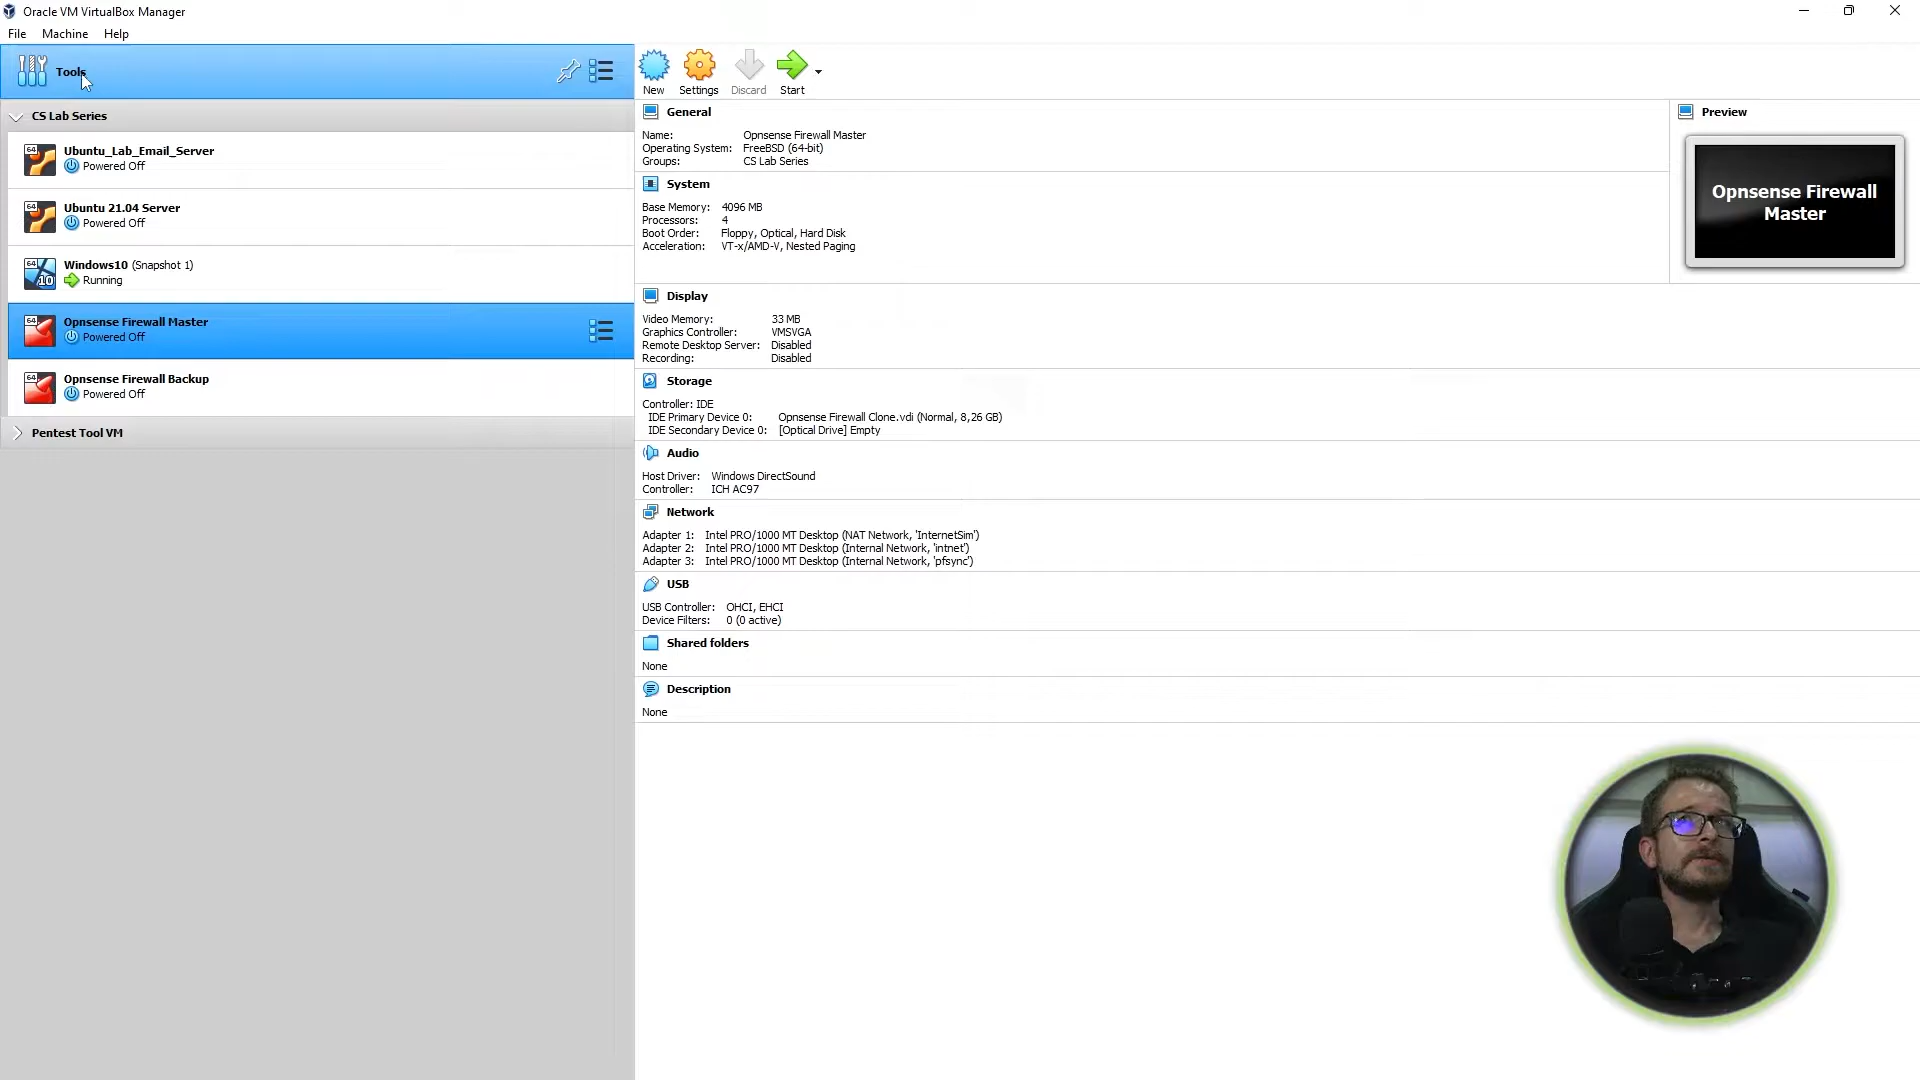 Oracle VM VirtualBox Manager
File Machine Help
Tools
CS Lab Series
64
Ubuntu_Lab_Email_Server
Powered Off
64
Ubuntu 21.04 Server
Powered Off
64
10
Windows10 (Snapshot 1)
Running
64
Opnsense Firewall Master
Powered Off
64
Opnsense Firewall Backup
Powered Off
Pentest Tool VM
New Settings Discard Start
General
Name: Opnsense Firewall Master
Operating System: FreeBSD (64-bit)
Groups: CS Lab Series
System
Base Memory: 4096 MB
Processors: 4
Boot Order: Floppy, Optical, Hard Disk
Acceleration: VT-x/AMD-V, Nested Paging
Preview
Opnsense Firewall
Master
Display
Video Memory: 33 MB
Graphics Controller: VMSVGA
Remote Desktop Server: Disabled
Recording: Disabled
Storage
Controller: IDE
IDE Primary Device 0: Opnsense Firewall Clone.vdi (Normal, 8,26 GB)
IDE Secondary Device 0: [Optical Drive] Empty
Audio
Host Driver: Windows DirectSound
Controller: ICH AC97
Network
Adapter 1: Intel PRO/1000 MT Desktop (NAT Network, 'InternetSim')
Adapter 2: Intel PRO/1000 MT Desktop (Internal Network, 'intnet')
Adapter 3: Intel PRO/1000 MT Desktop (Internal Network, 'pfsync')
USB
USB Controller: OHCI, EHCI
Device Filters: 0 (0 active)
Shared folders
None
Description
None